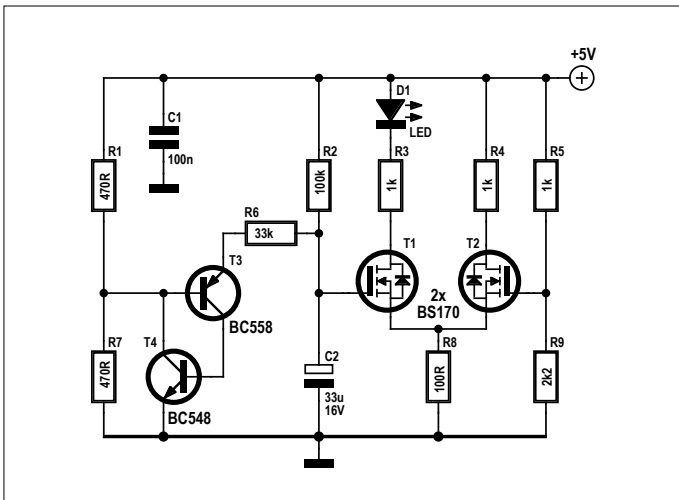 +5V
D1
LED
C1
100n
R1
470R
R2
100k
R3
1k
R4
1k
R5
1k
R6
33k
T3
BC558
T1
T2
2x
BS170
R7
470R
T4
BC548
C2
33u
16V
R8
100R
R9
2k2